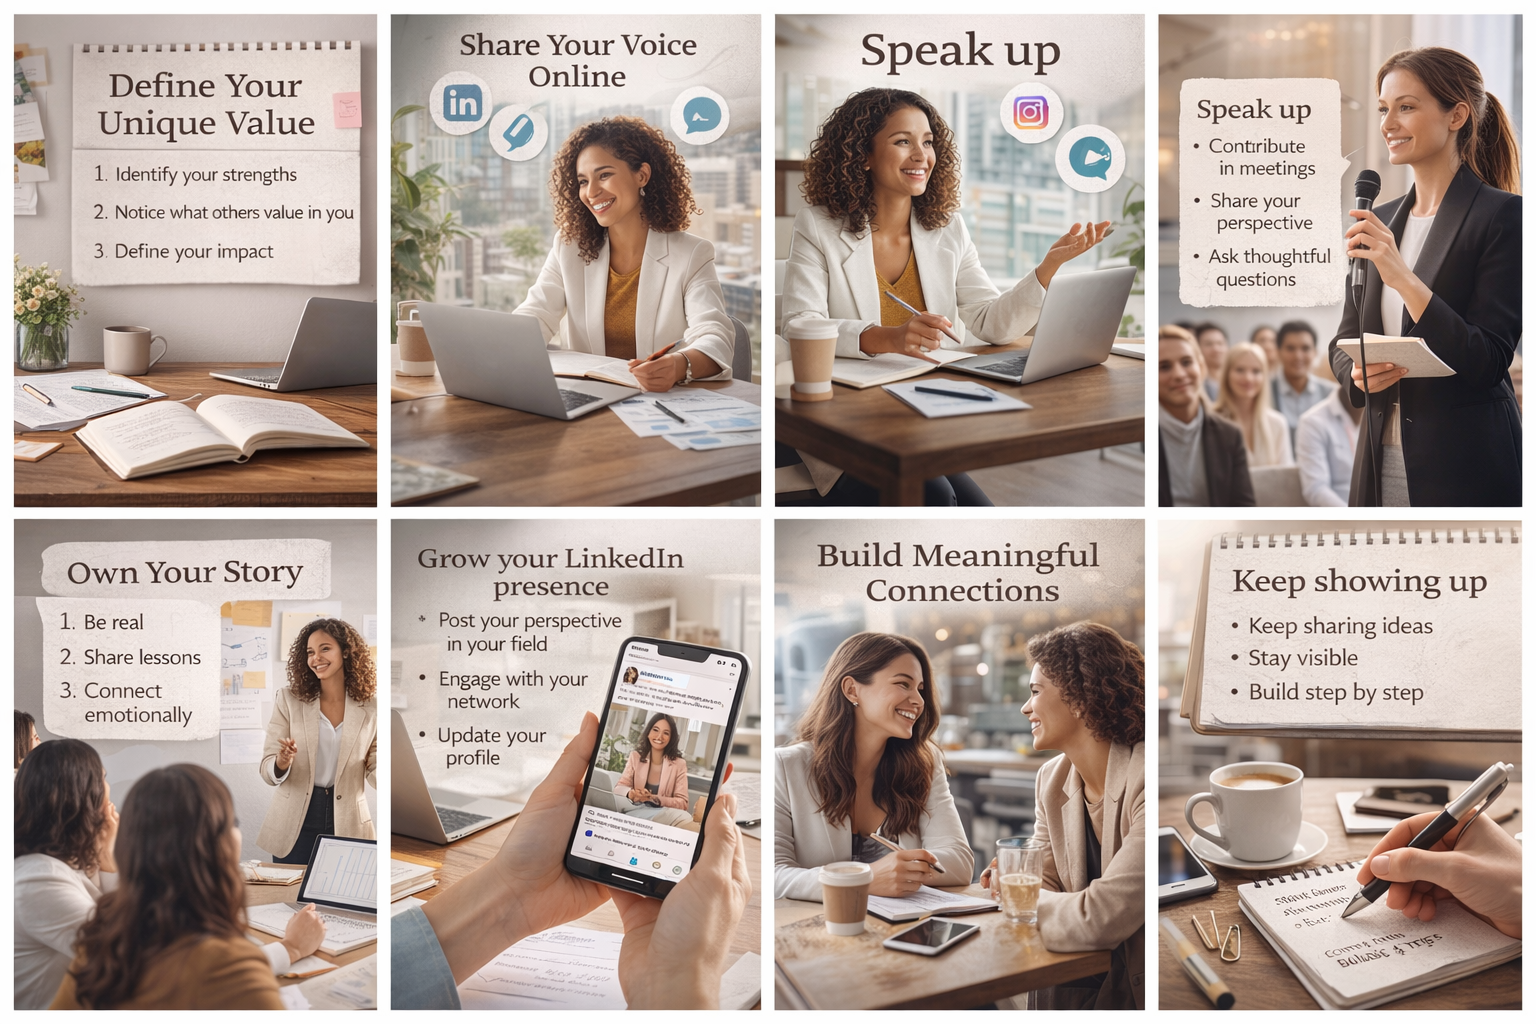 Define Your
Unique Value
1. Identify your strengths
2. Notice what others value in you
3. Define your impact
Share Your Voice
Online
in
Speak up
Speak up
• Contribute
in meetings
• Share your
perspective
• Ask thoughtful
questions
Own Your Story
1. Be real
2. Share lessons
3. Connect
emotionally
Grow your LinkedIn
presence
• Post your perspective
in your field
• Engage with your
network
• Update your
profile
Build Meaningful
Connections
Keep showing up
• Keep sharing ideas
• Stay visible
• Build step by step